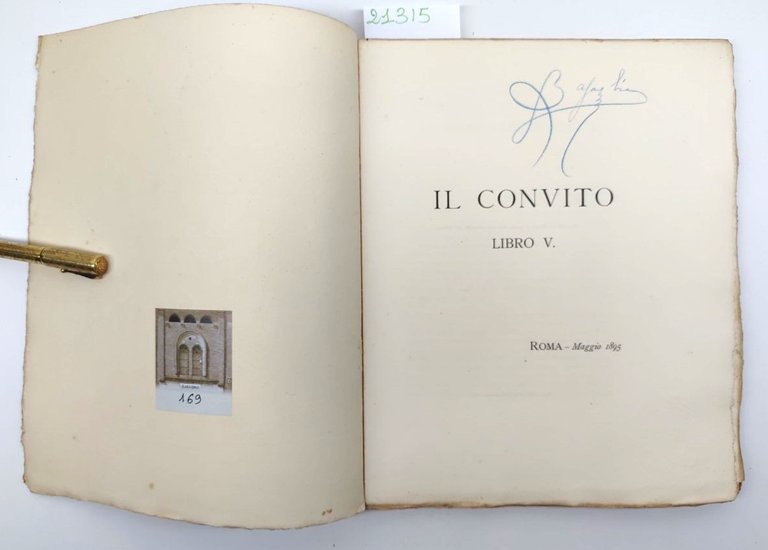 21315
IL CONVITO
LIBRO V.
ROMA – Maggio 1895
169